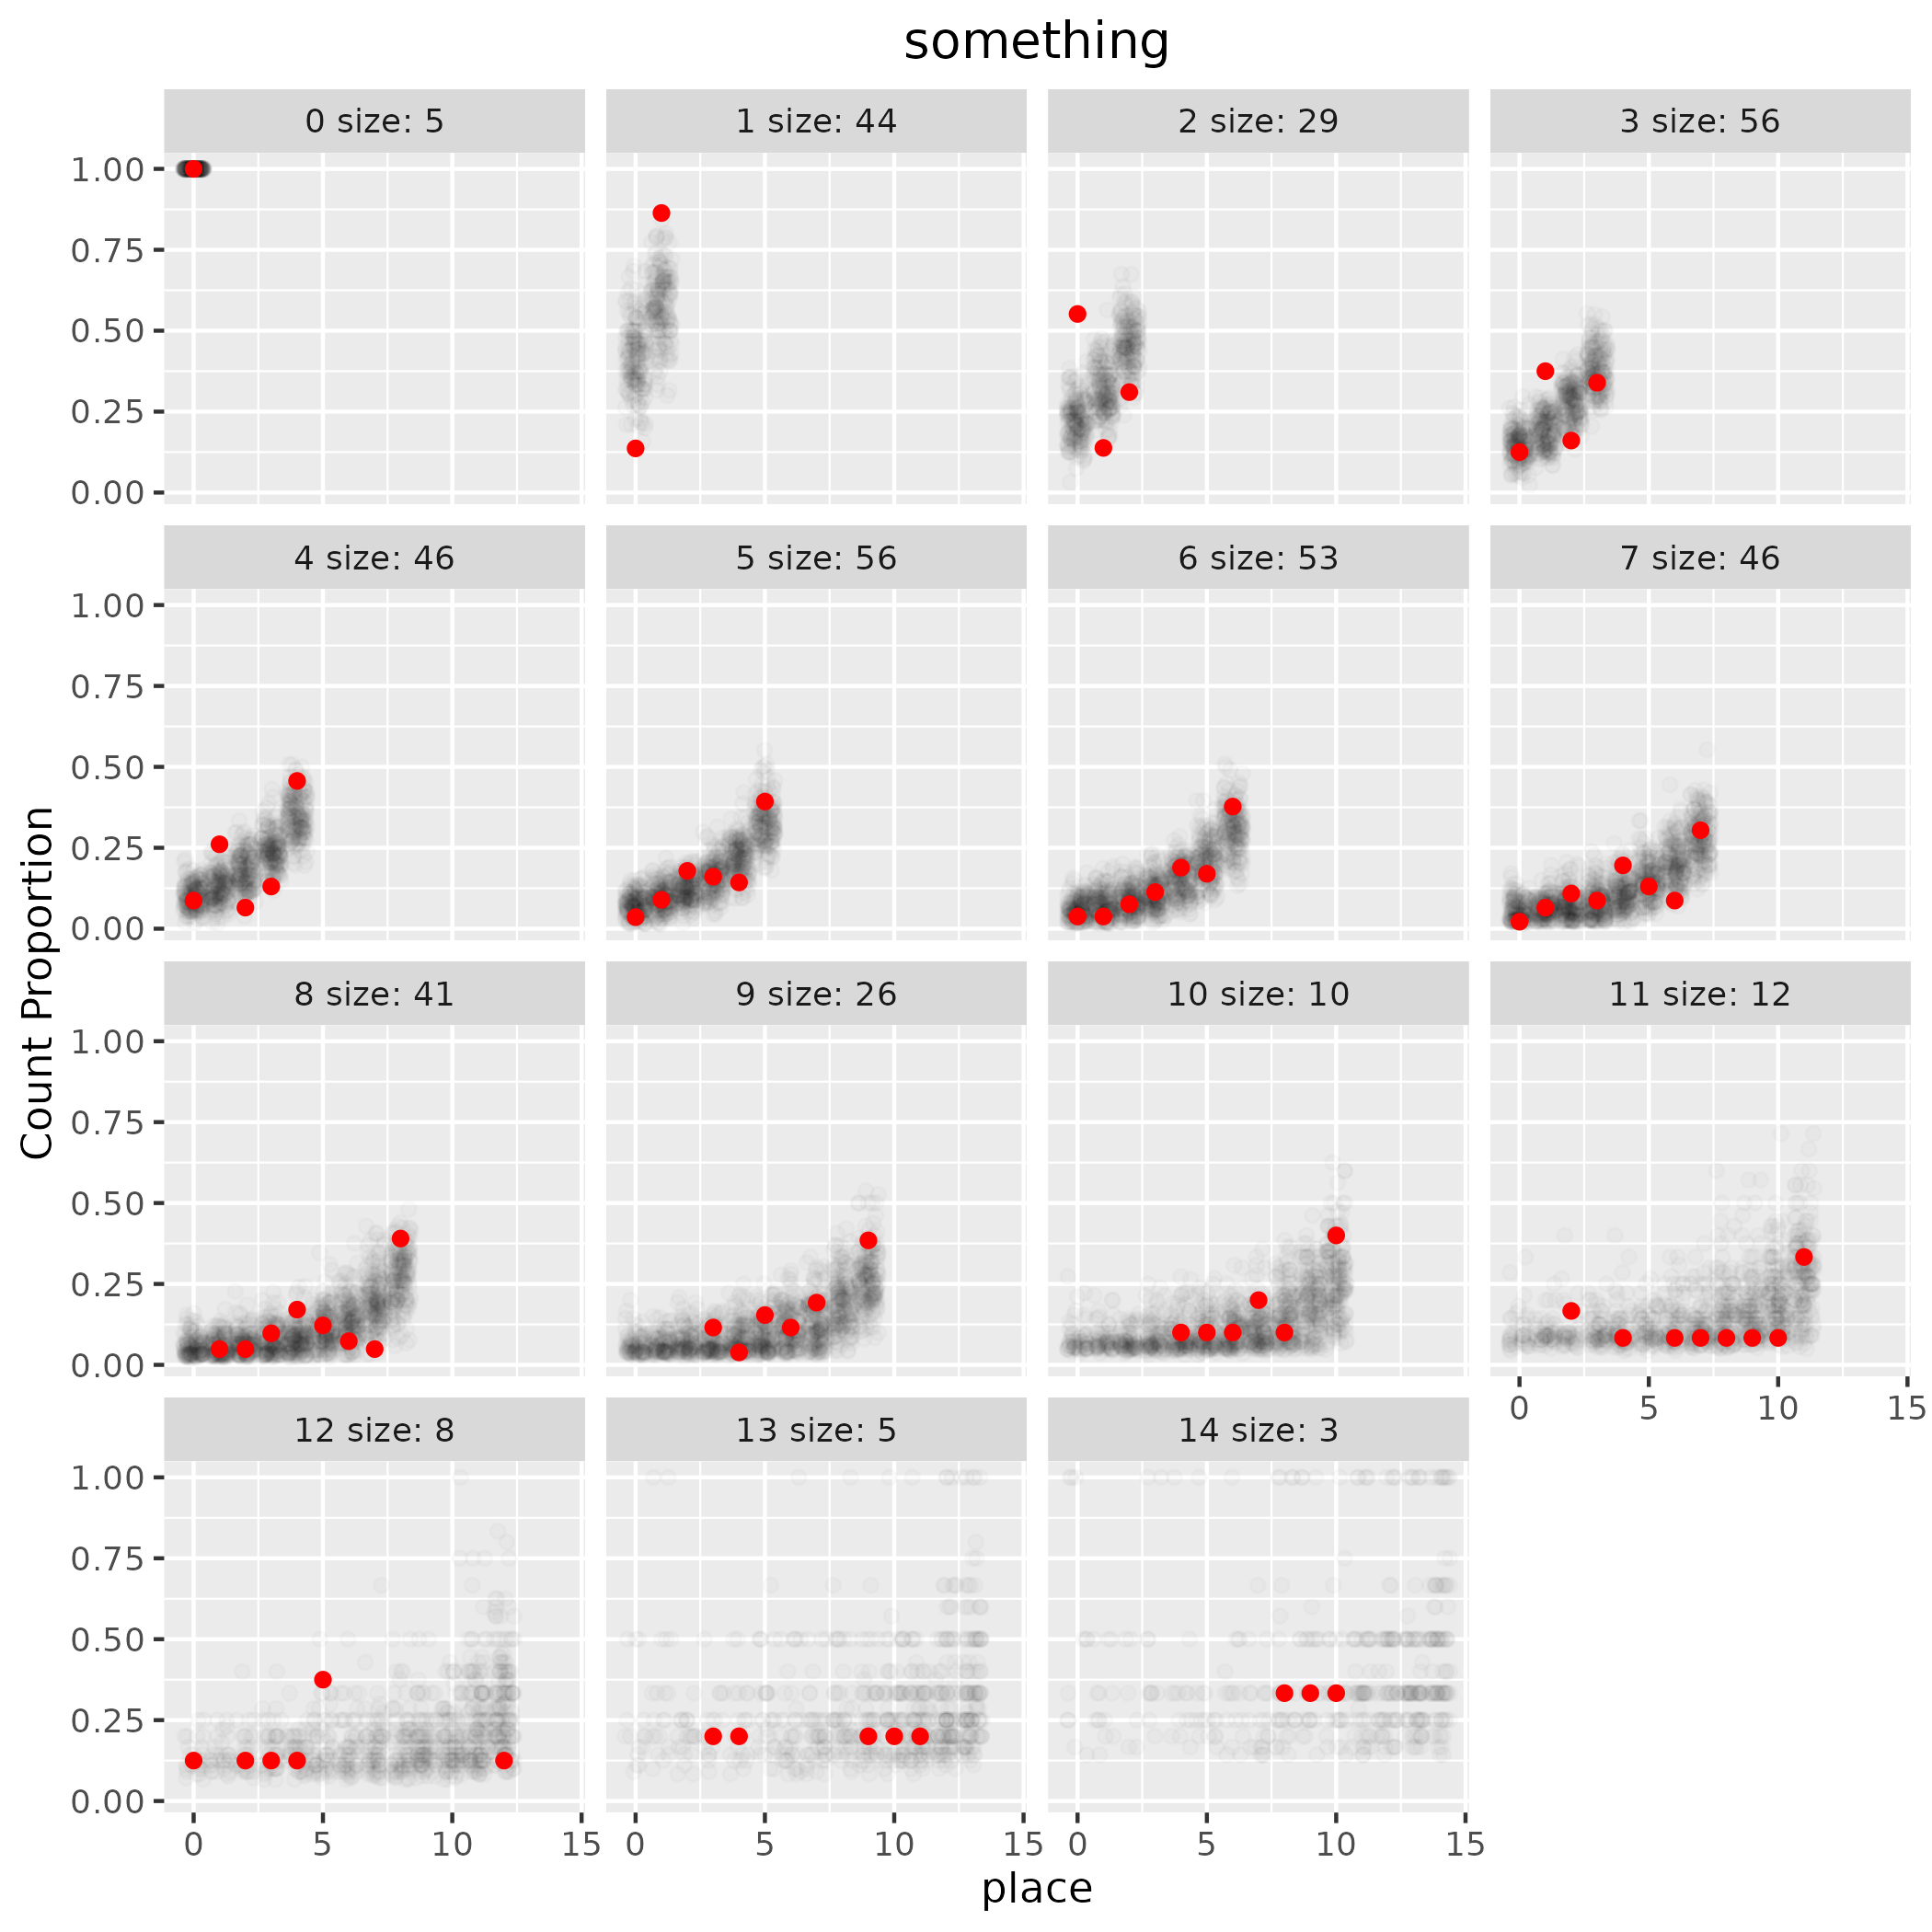 something
0 size: 5
1 size: 44
2 size: 29
3 size: 56
1.00
0.75
0.50
0.25
0.00
4 size: 46
5 size: 56
6 size: 53
7 size: 46
1.00
0.75
0.50
0.25
0.00
Count Proportion
8 size: 41
9 size: 26
10 size: 10
11 size: 12
1.00
0.75
0.50
0.25
0.00
0 5 10 15
12 size: 8
13 size: 5
14 size: 3
1.00
0.75
0.50
0.25
0.00
0 5 10 15
0 5 10 15
0 5 10 15
place